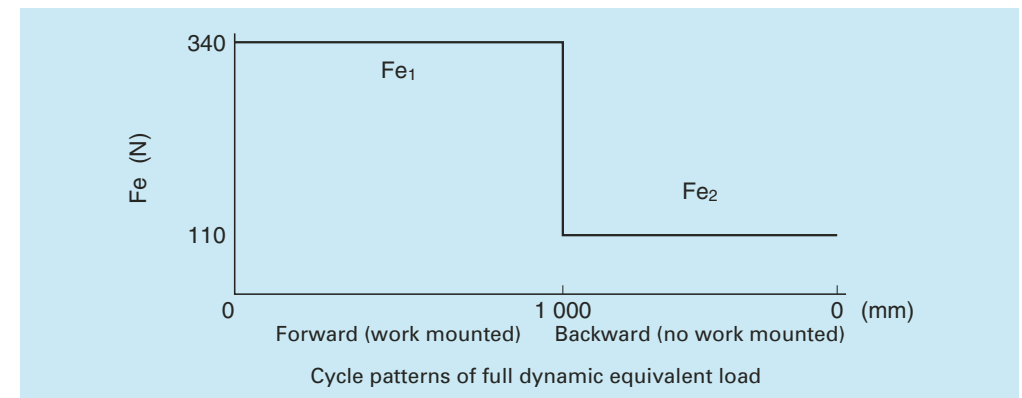 340
Fe1
Fe (N)
Fe2
110
0 1 000 0 (mm)
Forward (work mounted) Backward (no work mounted)
Cycle patterns of full dynamic equivalent load